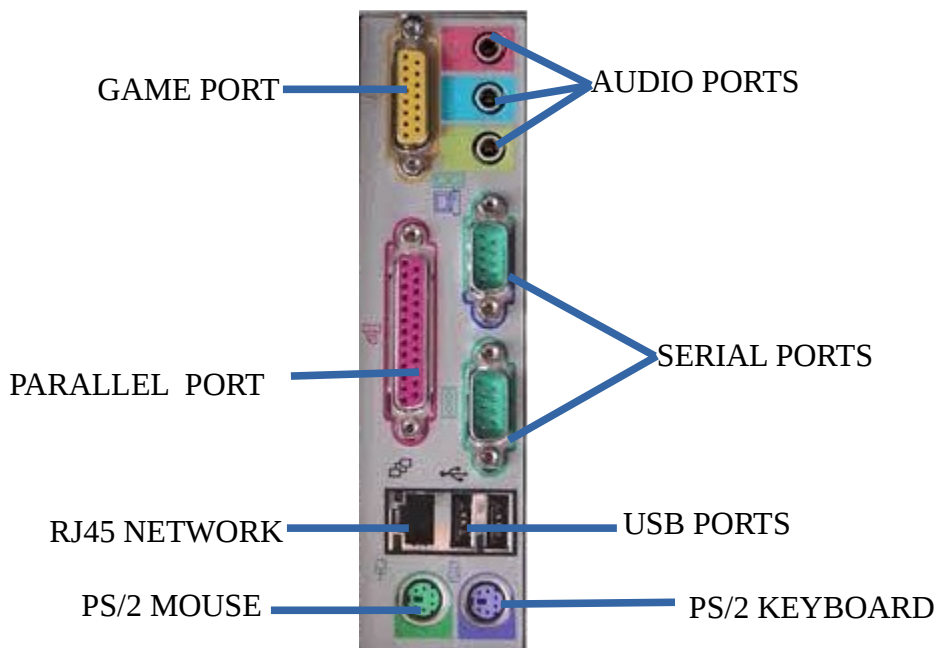 GAME PORT
AUDIO PORTS
SERIAL PORTS
PARALLEL  PORT
RJ45 NETWORK
USB PORTS
PS/2 MOUSE
PS/2 KEYBOARD